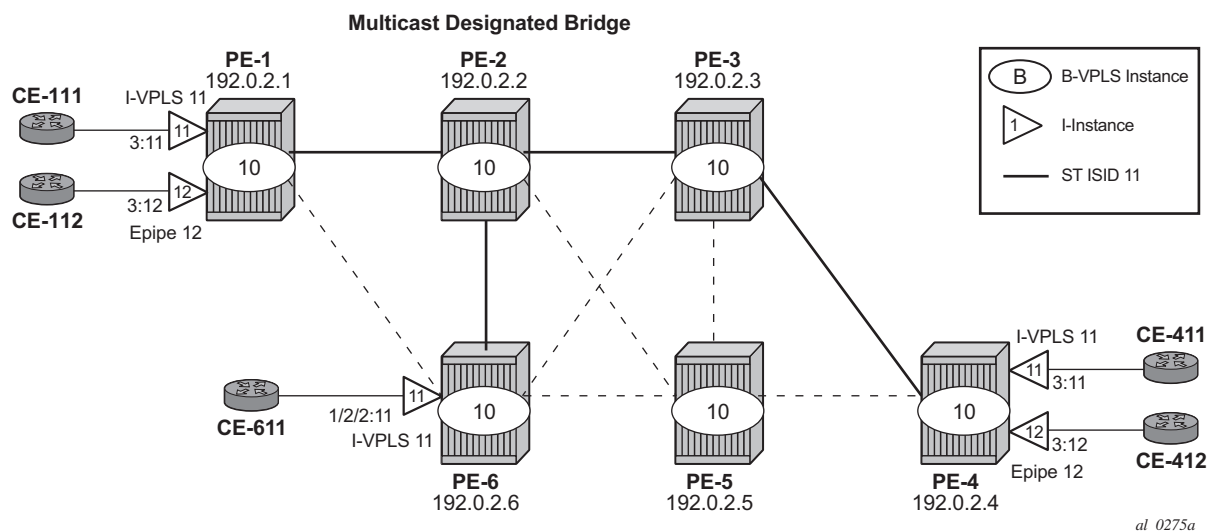 Multicast Designated Bridge
PE-1
192.0.2.1
PE-2
192.0.2.2
PE-3
192.0.2.3
CE-111
I-VPLS 11
11
3:11
CE-112
12
3:12
Epipe 12
10
10
10
B
B-VPLS Instance
1
I-Instance
ST ISID 11
CE-611
11
1/2/2:11
I-VPLS 11
10
PE-6
192.0.2.6
10
PE-5
192.0.2.5
10
PE-4
192.0.2.4
I-VPLS 11
11
3:11
CE-411
12
3:12
Epipe 12
CE-412
al_0275a